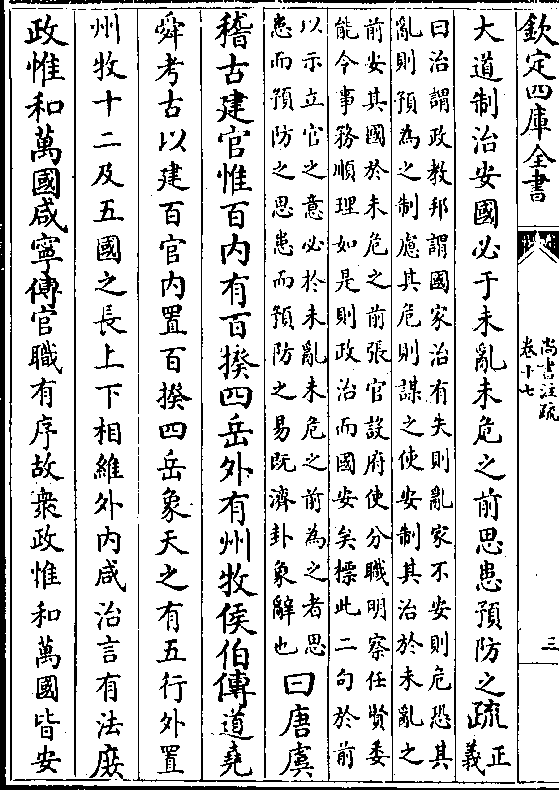 欽定四庫全書
尚書注疏
卷十七
三
大道制治安國必于未亂未危之前思患預防之疏正
義
曰治謂政教邦謂國家治有失則亂家不安則危恐其
亂則預為之制慮其危則謀之使安制其治於未亂之
前安其國於未危之前張官設府使分職明察任賢委
能令事務順理如是則政治而國安矣標此二句於前
以示立官之意必於未亂未危之前為之者思
患而預防之思患而預防之易既濟卦象辭也
曰唐虞
稽古建官惟百内有百揆四岳外有州牧侯伯傳道堯
舜考古以建百官内置百揆四岳象天之有五行外置
州牧十二及五國之長上下相維外内咸治言有法庶
政惟和萬國咸寧傳官職有序故衆政惟和萬國皆安